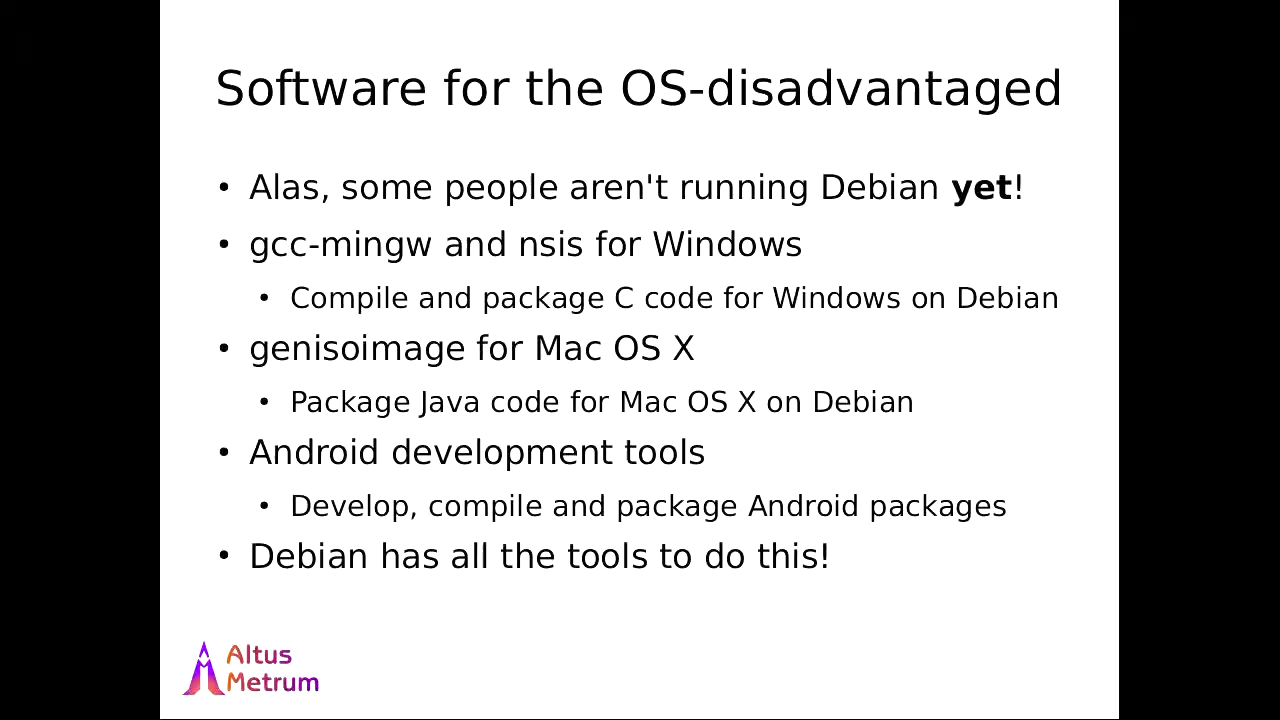 Software for the OS-disadvantaged
• Alas, some people aren't running Debian yet!
• gcc-mingw and nsis for Windows
• Compile and package C code for Windows on Debian
• genisoimage for Mac OS X
• Package Java code for Mac OS X on Debian
• Android development tools
• Develop, compile and package Android packages
• Debian has all the tools to do this!
Altus
Metrum